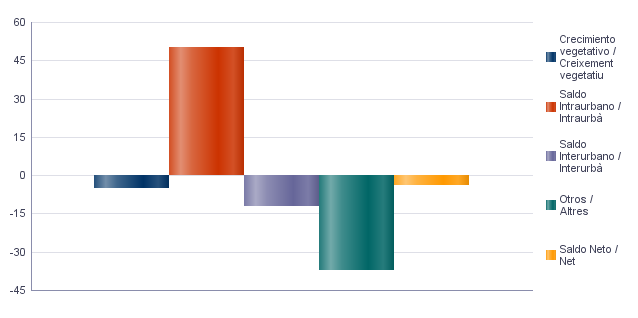 60
45
30
15
0
-15
-30
-45
Crecimiento
vegetativo /
Creixement
vegetatiu
Saldo
Intraurbano /
Intraurbà
Saldo
Interurbano /
Interurbà
Otros /
Altres
Saldo Neto /
Net